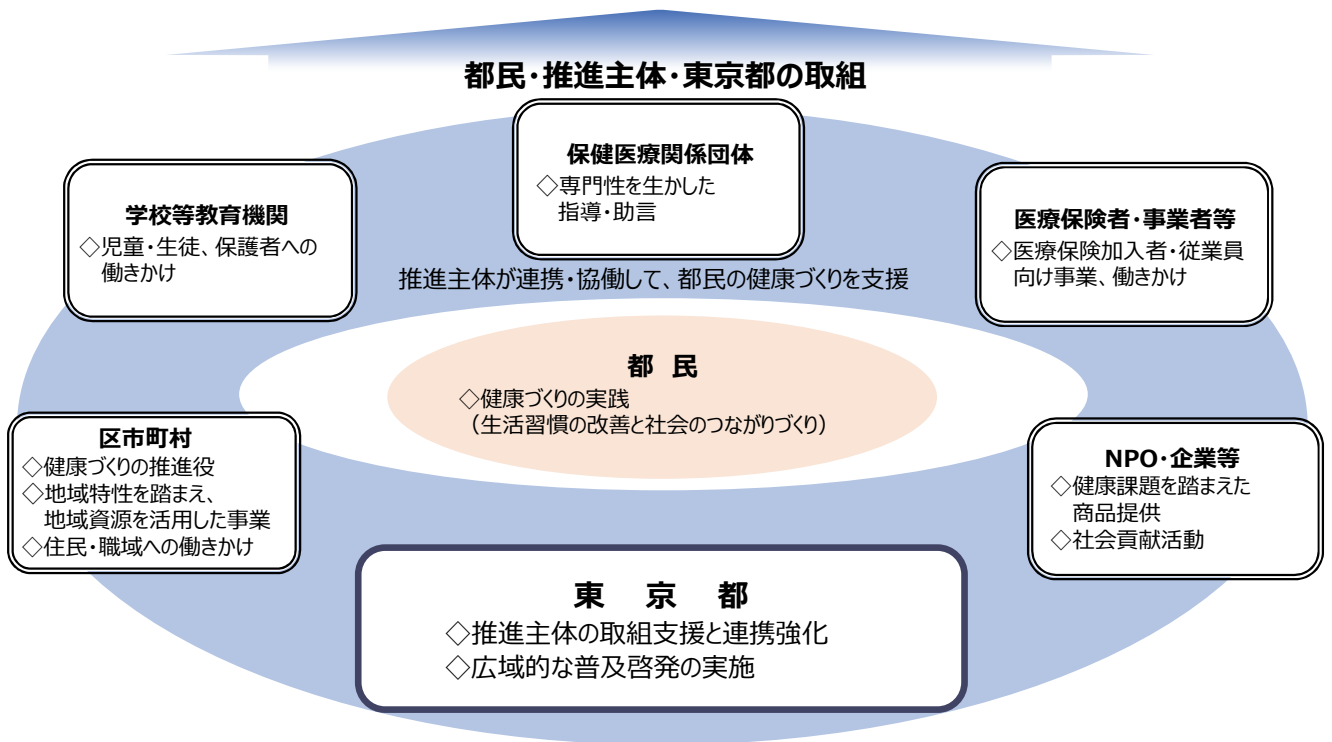 都民・推進主体・東京都の取組
保健医療関係団体
◇専門性を生かした
指導・助言
学校等教育機関
◇児童・生徒、保護者への
働きかけ
医療保険者・事業者等
◇医療保険加入者・従業員
向け事業、働きかけ
推進主体が連携・協働して、都民の健康づくりを支援
都 民
◇健康づくりの実践
（生活習慣の改善と社会のつながりづくり）
区市町村
◇健康づくりの推進役
◇地域特性を踏まえ、
地域資源を活用した事業
◇住民・職域への働きかけ
NPO・企業等
◇健康課題を踏まえた
商品提供
◇社会貢献活動
東 京 都
◇推進主体の取組支援と連携強化
◇広域的な普及啓発の実施